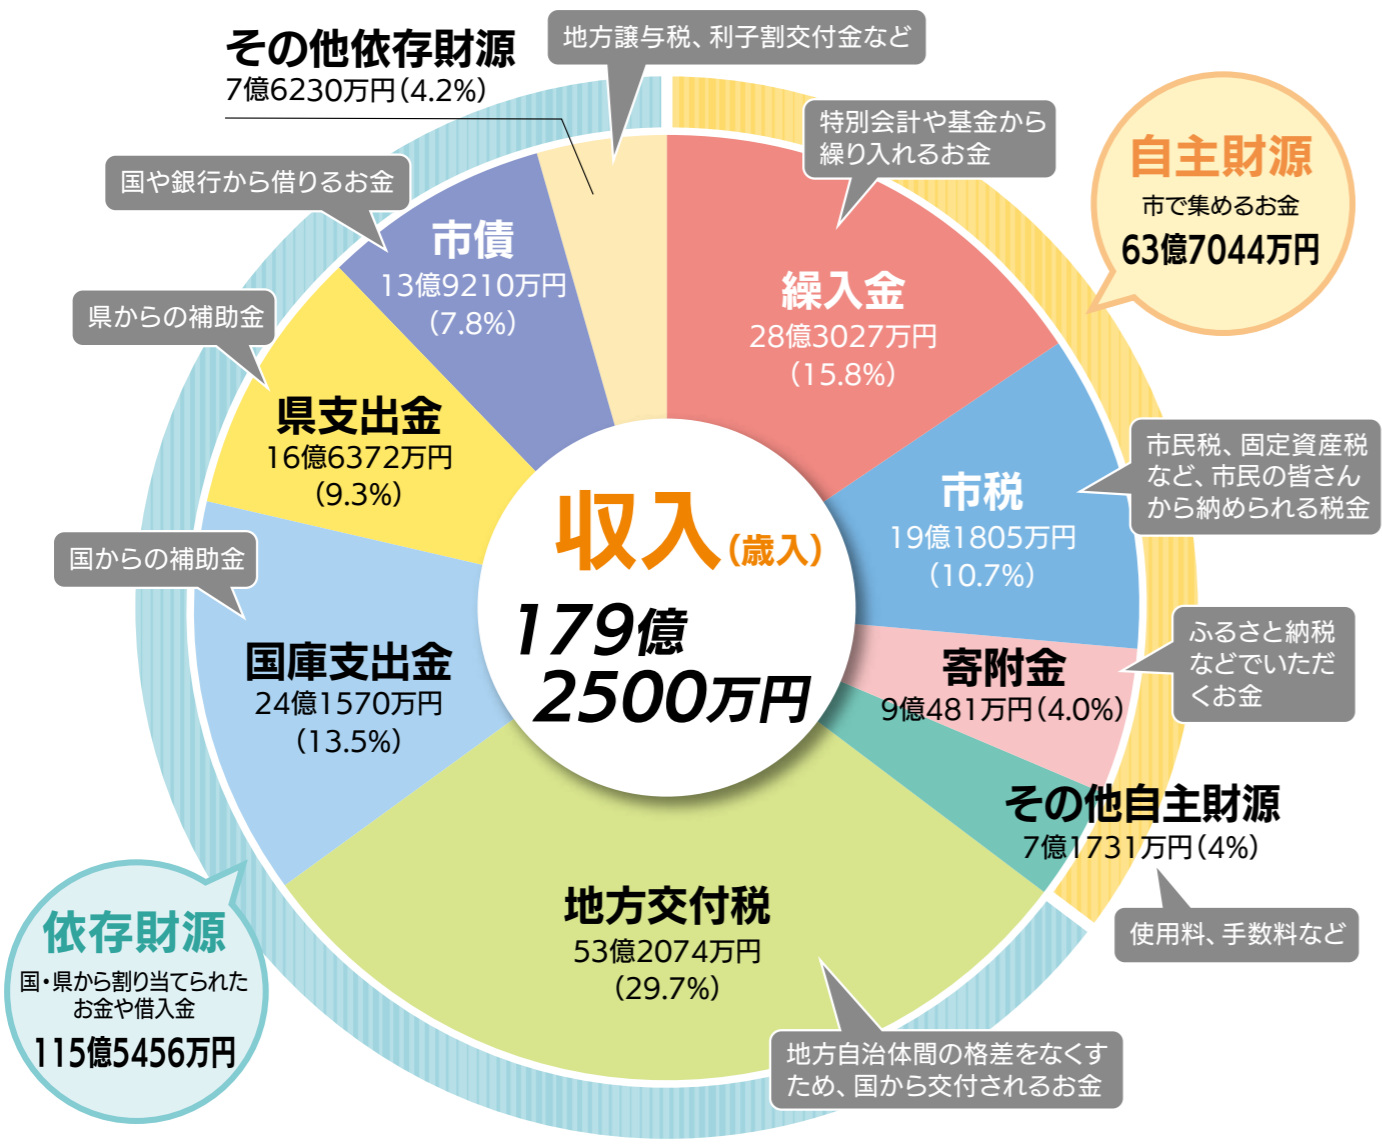 その他依存財源
7億6230万円(4.2%)
地方譲与税、利子割交付金など
特別会計や基金から
繰り入れるお金
自主財源
市で集めるお金
63億7044万円
国や銀行から借りるお金
市債
13億9210万円
(7.8%)
繰入金
28億3027万円
(15.8%)
県からの補助金
県支出金
16億6372万円
(9.3%)
市税
19億1805万円
(10.7%)
市民税、固定資産税
など、市民の皆さん
から納められる税金
収入(歳入)
179億
2500万円
国からの補助金
国庫支出金
24億1570万円
(13.5%)
寄附金
9億481万円(4.0%)
ふるさと納税
などでいただ
くお金
その他自主財源
7億1731万円(4%)
使用料、手数料など
地方交付税
53億2074万円
(29.7%)
地方自治体間の格差をなくす
ため、国から交付されるお金
依存財源
国・県から割り当てられた
お金や借入金
115億5456万円